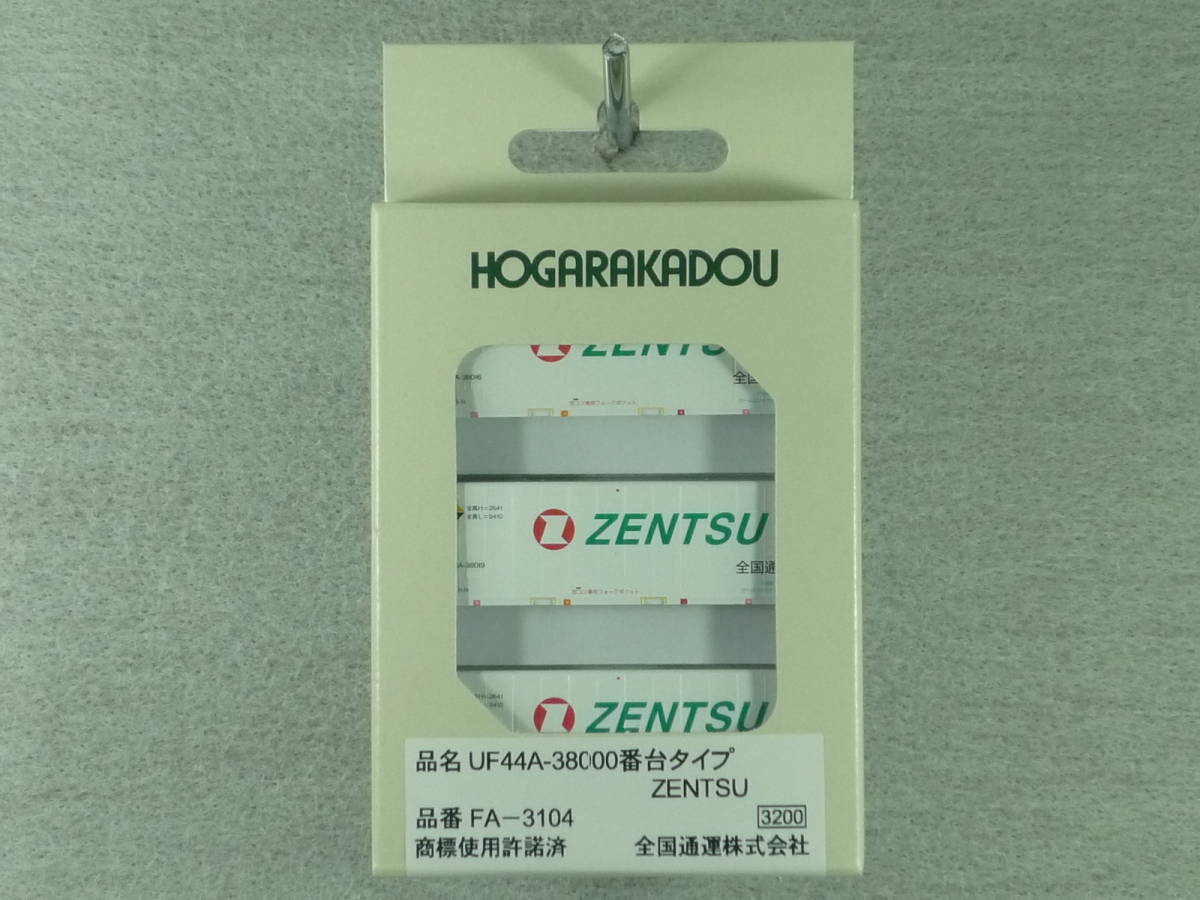 HOGARAKADOU
ZENTSU
全国
ZENTSU
全国通
ZENTSU
品名 UF44A-38000番台タイプ
ZENTSU
品番 FA-3104
3200
商標使用許諾済 全国通運株式会社